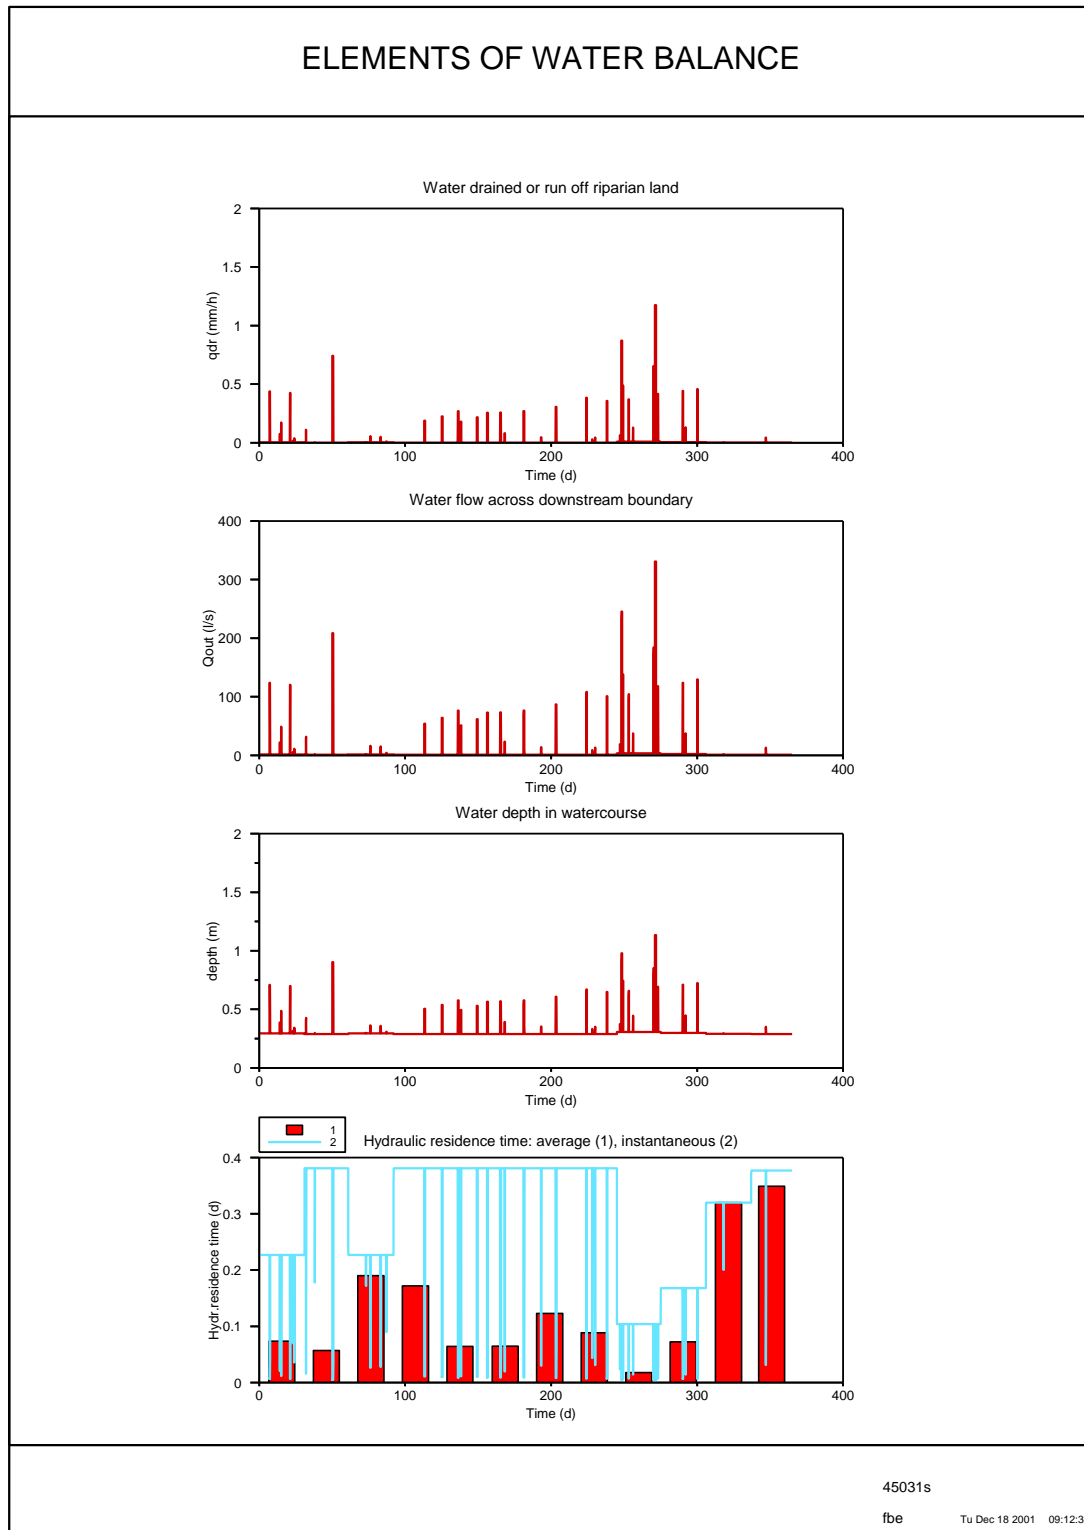 ELEMENTS OF WATER BALANCE
Water drained or run off riparian land
2
1.5
1
0.5
0
qdr (mm/h)
0 100 200 300 400
Time (d)
Water flow across downstream boundary
400
300
200
100
0
Qout (l/s)
0 100 200 300 400
Time (d)
Water depth in watercourse
2
1.5
1
0.5
0
depth (m)
0 100 200 300 400
Time (d)
1
2
Hydraulic residence time: average (1), instantaneous (2)
0.4
0.3
0.2
0.1
0
Hydr.residence time (d)
0 100 200 300 400
Time (d)
45031s
fbe Tu Dec 18 2001 09:12:3